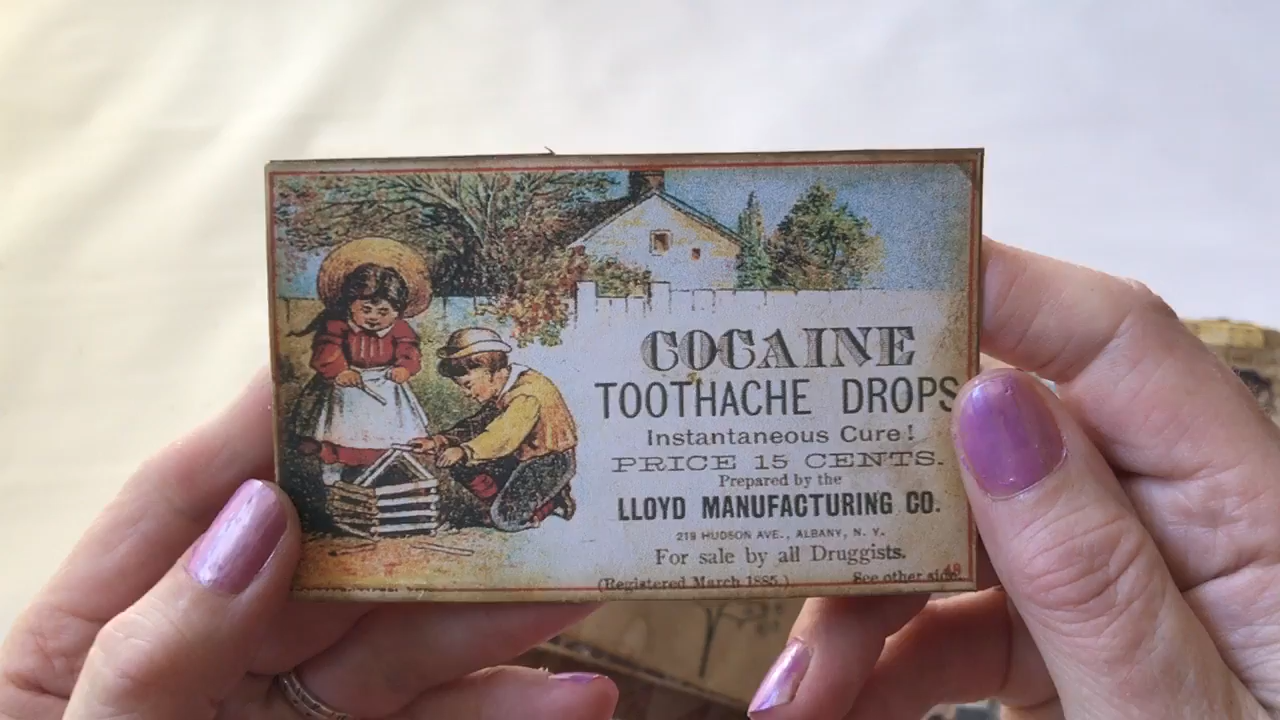 COCAINE
TOOTHACHE DROPS
Instantaneous Cure!
PRICE 15 CENTS.
Prepared by the
LLOYD MANUFACTURING CO.
219 HUDSON AVE., ALBANY, N. Y.
For sale by all Druggists.
(Registered March 1885.) See other side.
48